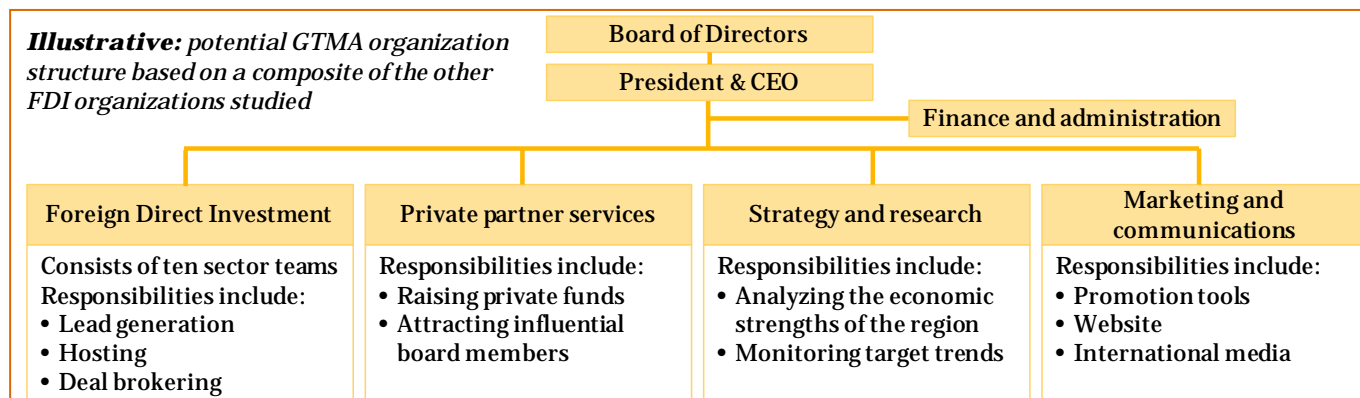 Illustrative: potential GTMA organization
structure based on a composite of the other
FDI organizations studied
Board of Directors
President & CEO
Finance and administration
Foreign Direct Investment
Consists of ten sector teams
Responsibilities include:
• Lead generation
• Hosting
• Deal brokering
Private partner services
Responsibilities include:
• Raising private funds
• Attracting influential
board members
Strategy and research
Responsibilities include:
• Analyzing the economic
strengths of the region
• Monitoring target trends
Marketing and
communications
Responsibilities include:
• Promotion tools
• Website
• International media